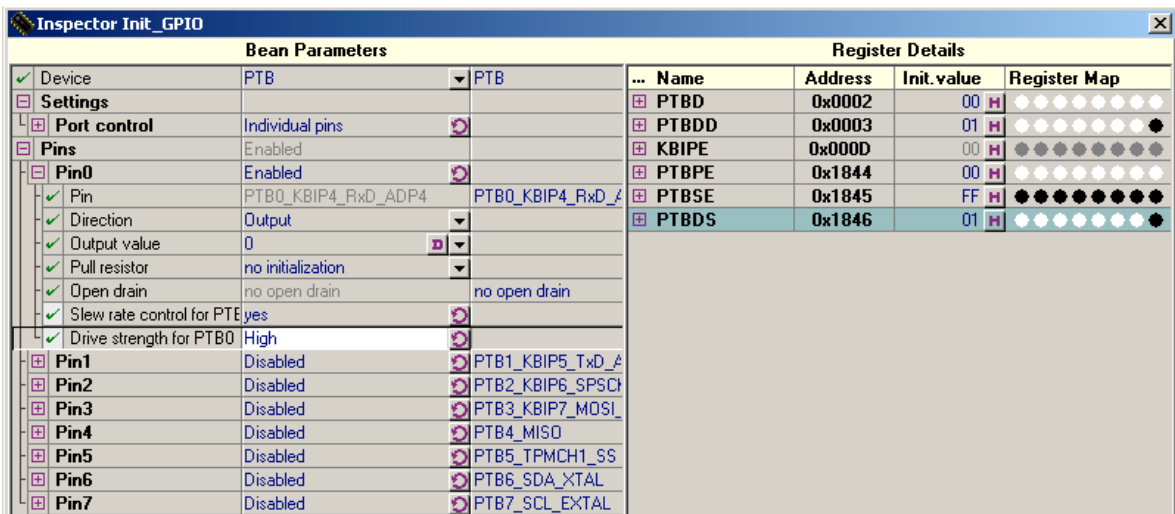 Inspector Init_GPIO
Bean Parameters Register Details
Device PTB PTB ... Name Address Init.value Register Map
Settings PTBD 0x0002 00 H
Port control Individual pins PTBDD 0x0003 01 H
Pins Enabled KBIPE 0x000D 00 H
Pin0 Enabled PTBPE 0x1844 00 H
Pin PTB0_KBIP4_RxD_ADP4 PTB0_KBIP4_RxD_A PTBSE 0x1845 FF H
Direction Output PTBDS 0x1846 01 H
Output value 0 D
Pull resistor no initialization
Open drain no open drain no open drain
Slew rate control for PTB yes
Drive strength for PTB0 High
Pin1 Disabled PTB1_KBIP5_TxD_A
Pin2 Disabled PTB2_KBIP6_SPSCK
Pin3 Disabled PTB3_KBIP7_MOSI_
Pin4 Disabled PTB4_MISO
Pin5 Disabled PTB5_TPMCH1_SS
Pin6 Disabled PTB6_SDA_XTAL
Pin7 Disabled PTB7_SCL_EXTAL